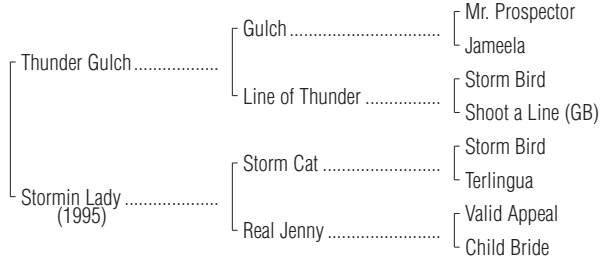 Mr. Prospector
Gulch
Jameela
Thunder Gulch
Storm Bird
Line of Thunder
Shoot a Line (GB)
Storm Bird
Storm Cat
Terlingua
Stormin Lady
(1995)
Valid Appeal
Real Jenny
Child Bride